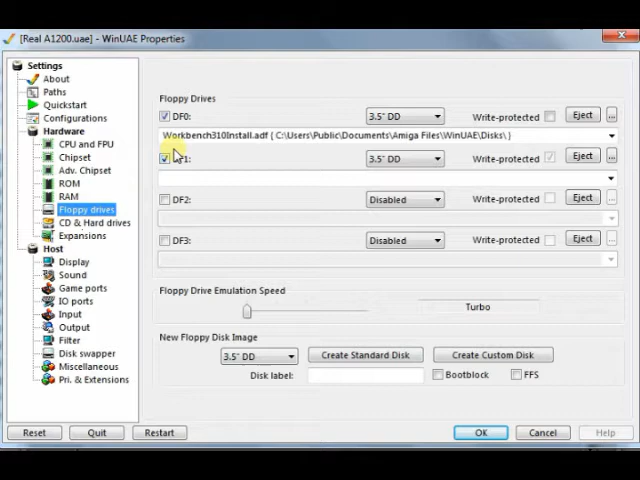 [Real A1200.uae] - WinUAE Properties
x
Settings
About
Paths
Quickstart
Configurations
Hardware
CPU and FPU
Chipset
Adv. Chipset
ROM
RAM
Floppy drives
CD & Hard drives
Expansions
Host
Display
Sound
Game ports
IO ports
Input
Output
Filter
Disk swapper
Miscellaneous
Pri. & Extensions
Floppy Drives
DF0: 3.5" DD Write-protected Eject ...
Workbench310Install.adf { C:\Users\Public\Documents\Amiga Files\WinUAE\Disks\ }
3.5" DD Write-protected Eject ...
DF2: Disabled Write-protected Eject ...
DF3: Disabled Write-protected Eject ...
Floppy Drive Emulation Speed
Turbo
New Floppy Disk Image
3.5" DD Create Standard Disk Create Custom Disk
Disk label: Bootblock FFS
Reset Quit Restart OK Cancel Help